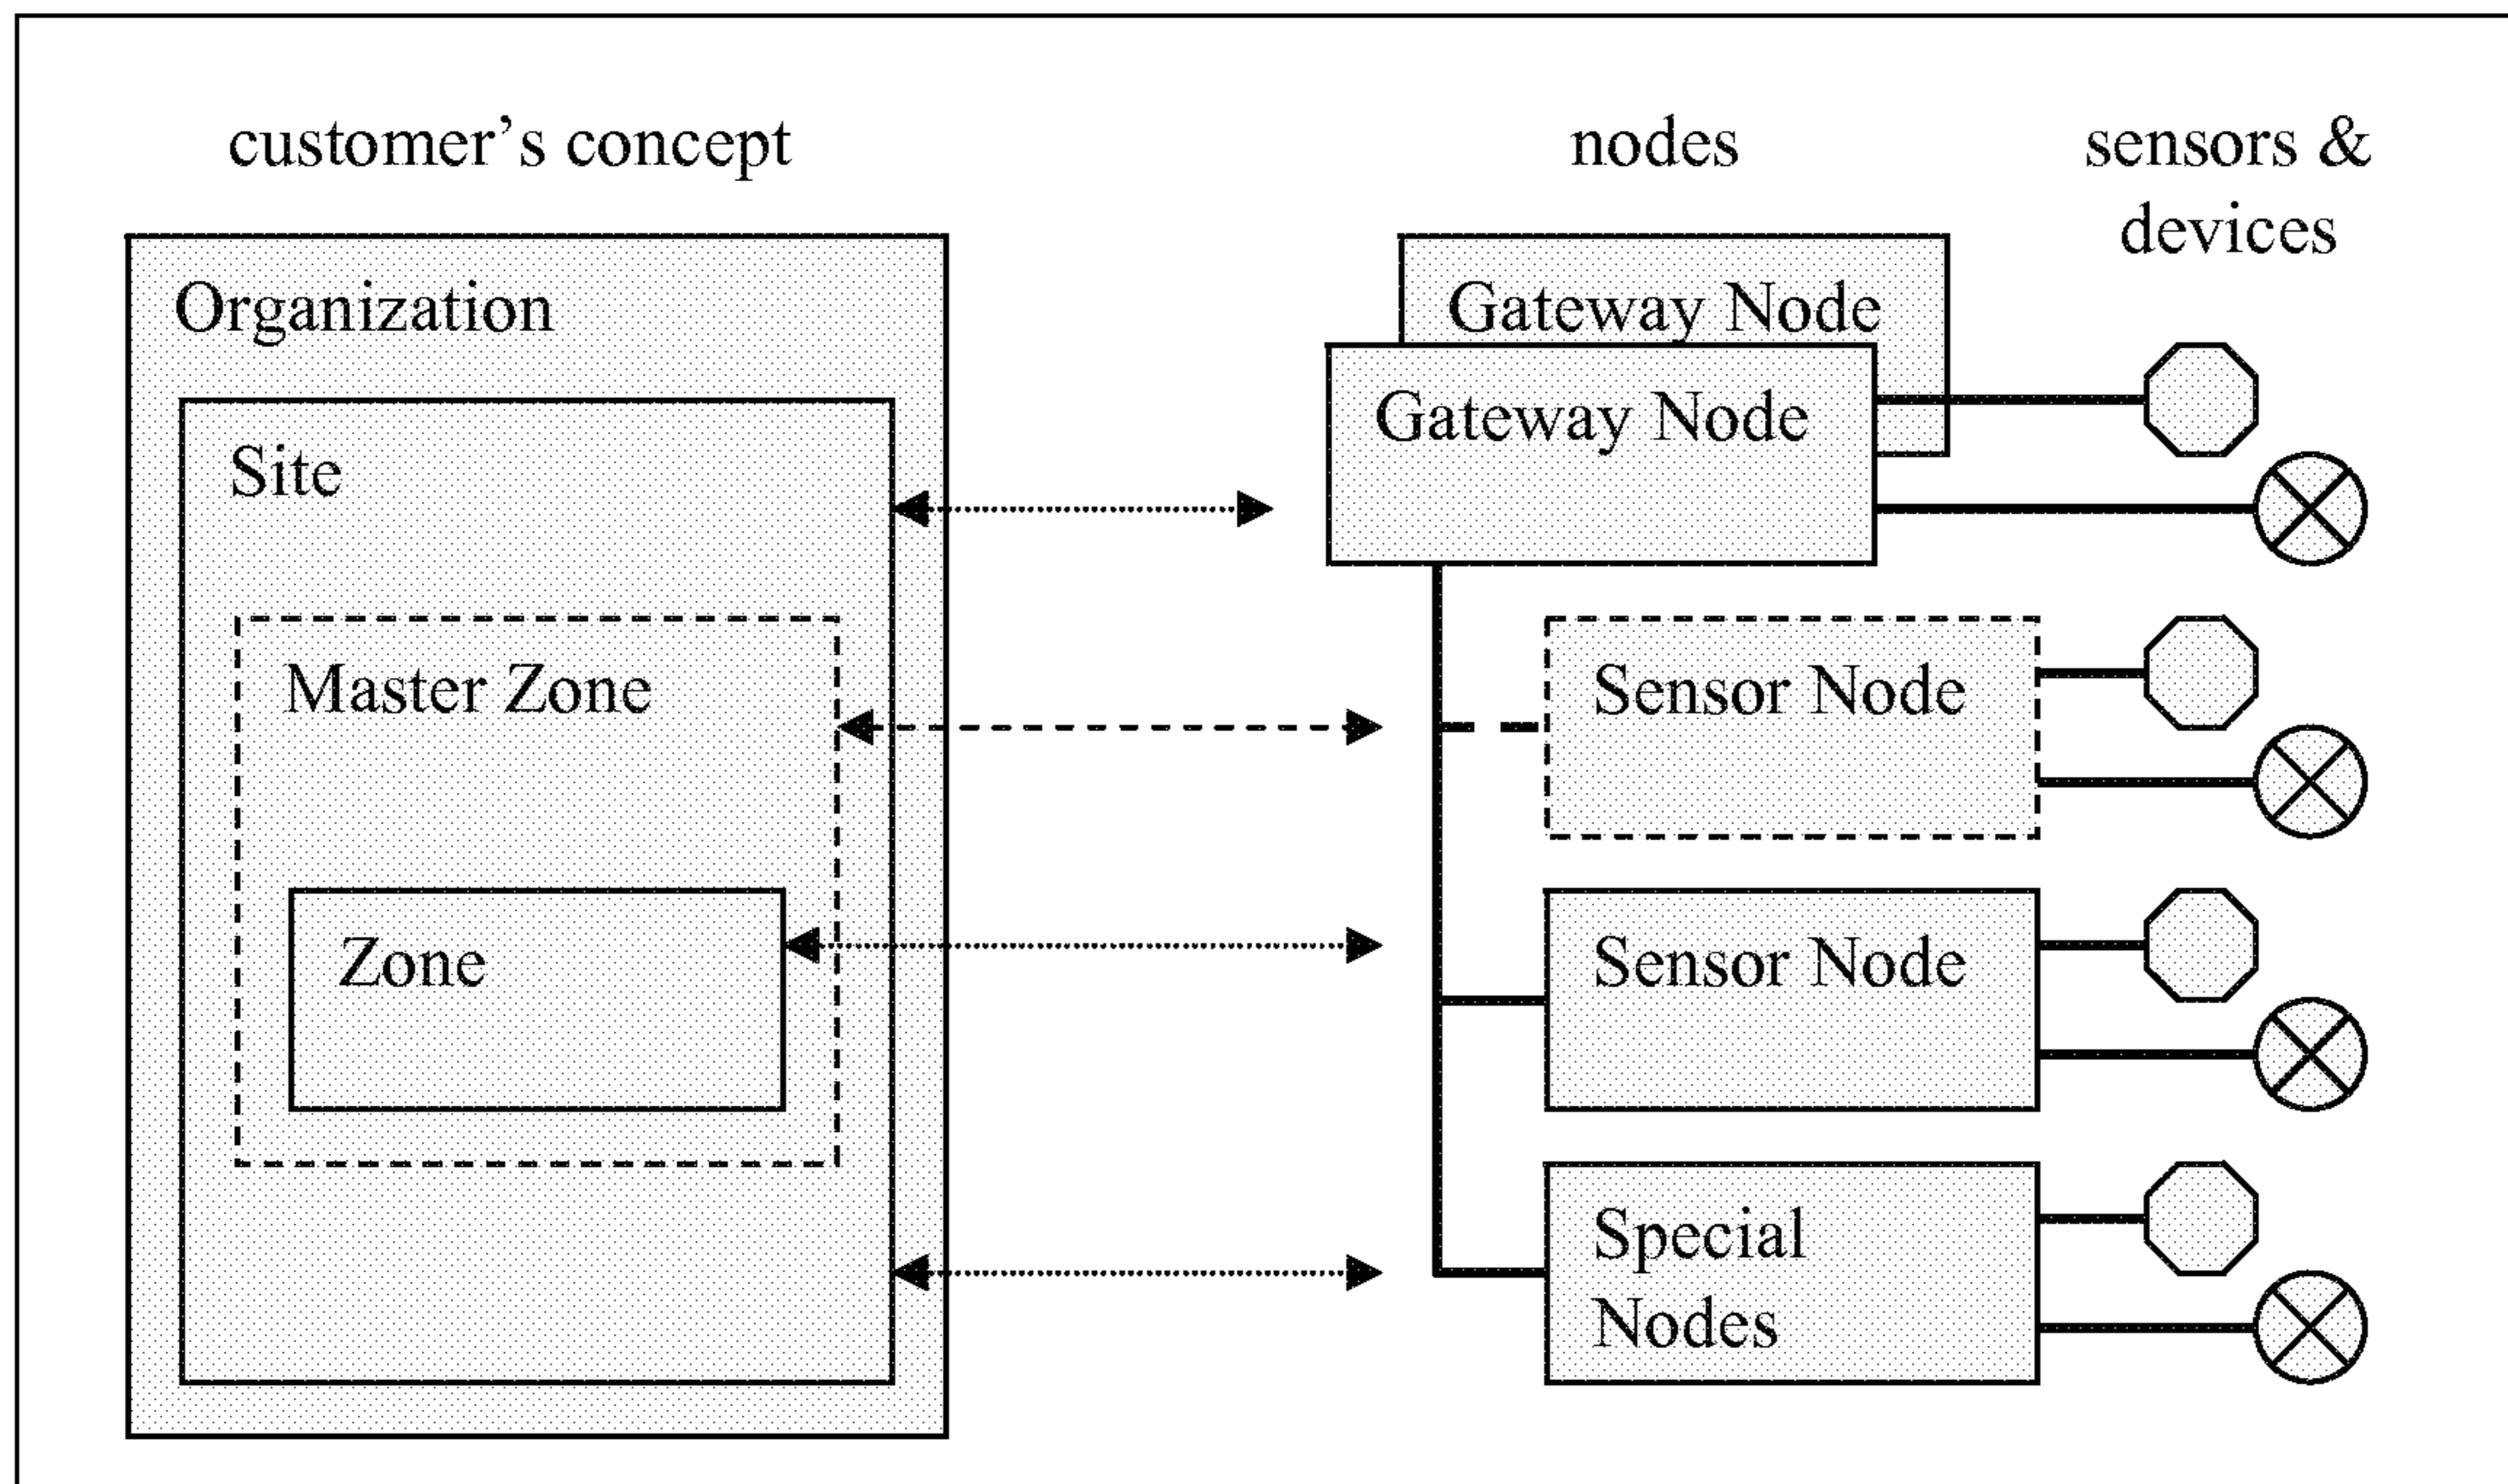 customer’s concept
nodes
sensors &
devices
Organization
Site
Master Zone
Zone
Gateway Node
Gateway Node
Sensor Node
Sensor Node
Special
Nodes